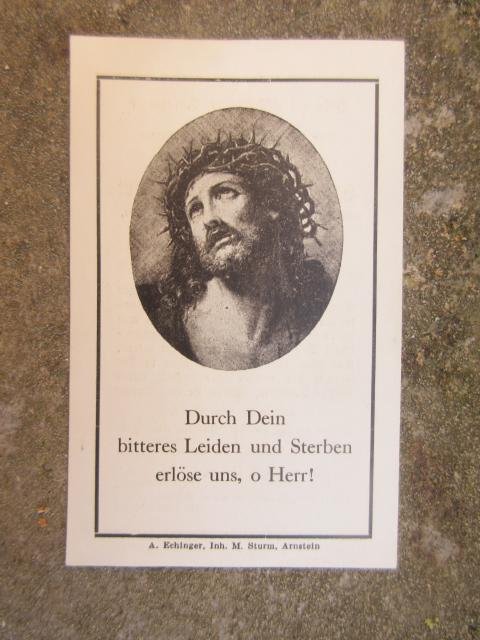 Durch Dein
bitteres Leiden und Sterben
erlöse uns, o Herr!
A. Echinger, Inh. M. Sturm, Arnstein